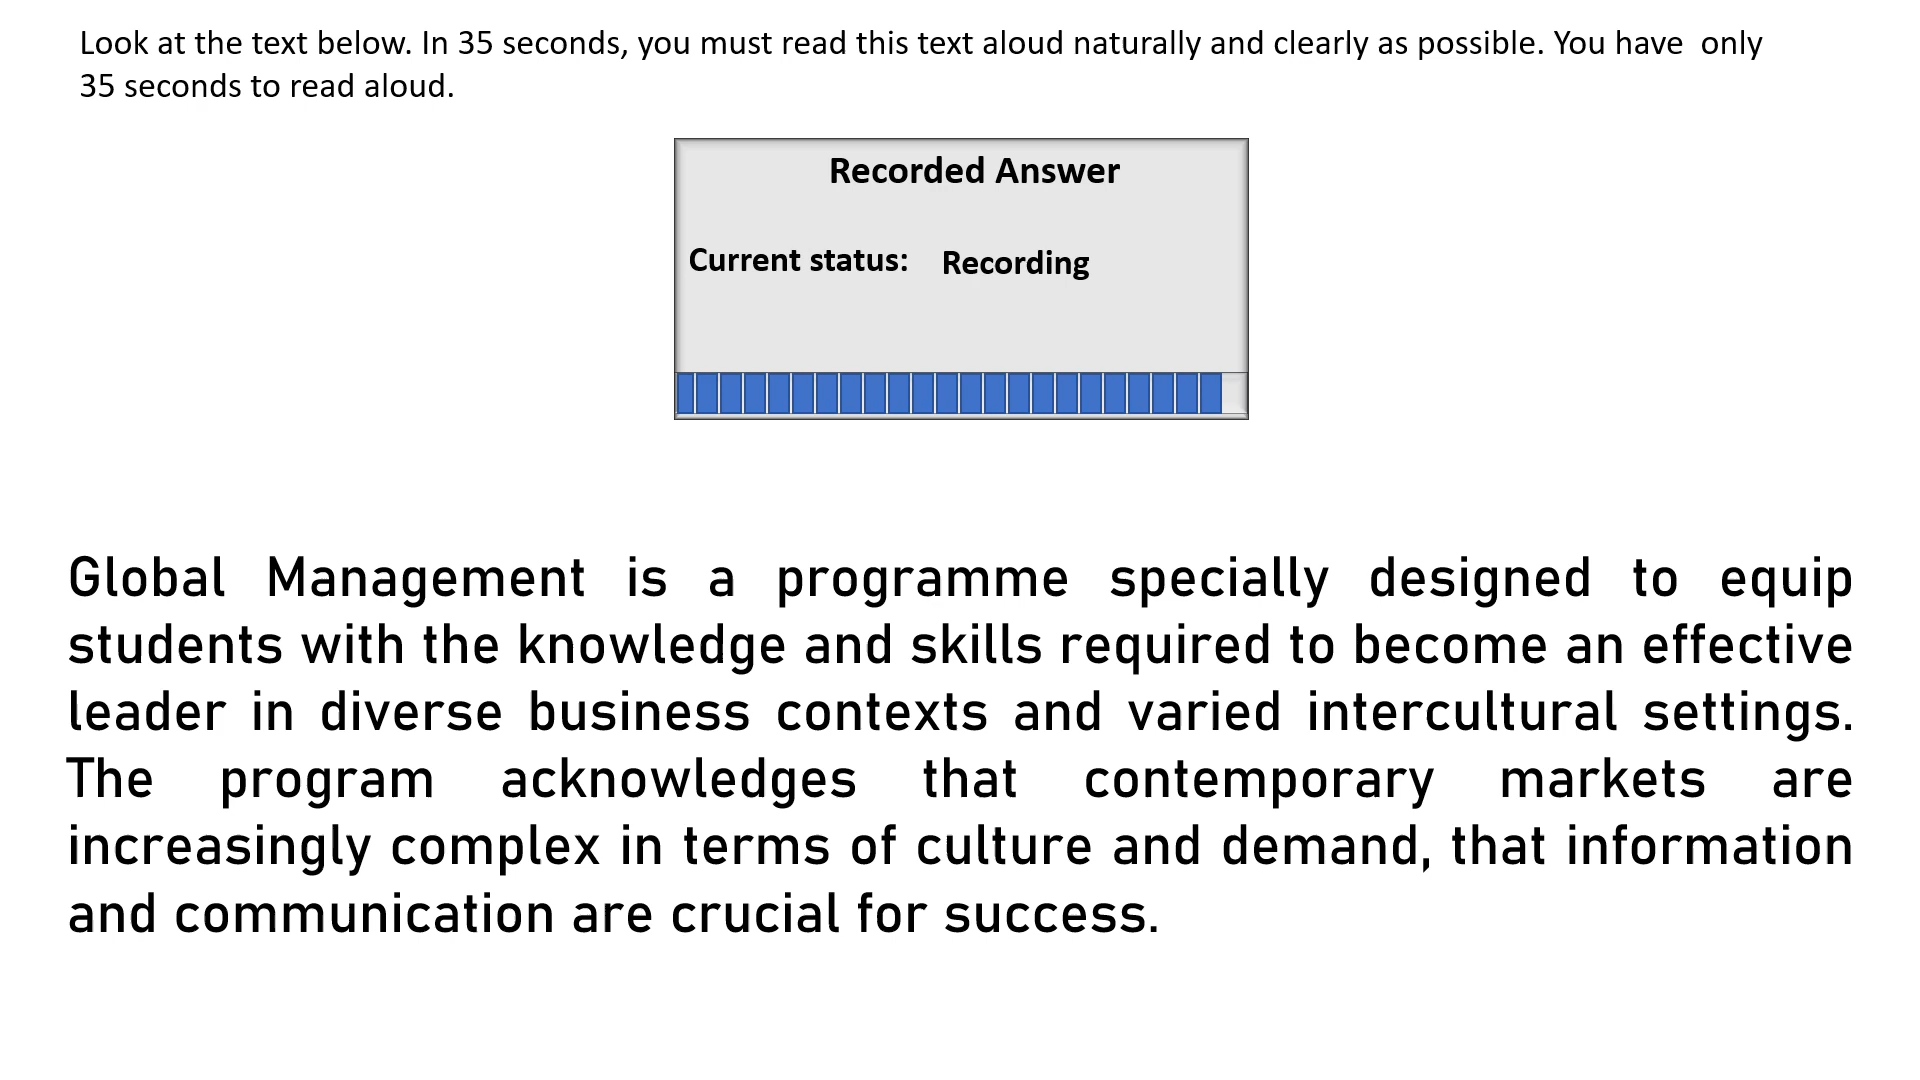 Look at the text below. In 35 seconds, you must read this text aloud naturally and clearly as possible. You have only
35 seconds to read aloud.
Recorded Answer
Current status: Recording
Global Management is a programme specially designed to equip
students with the knowledge and skills required to become an effective
leader in diverse business contexts and varied intercultural settings.
The program acknowledges that contemporary markets are
increasingly complex in terms of culture and demand, that information
and communication are crucial for success.